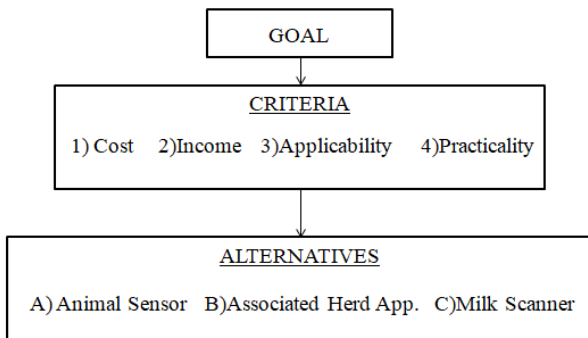 GOAL
CRITERIA
1) Cost 2)Income 3)Applicability 4)Practicality
ALTERNATIVES
A) Animal Sensor B)Associated Herd App. C)Milk Scanner